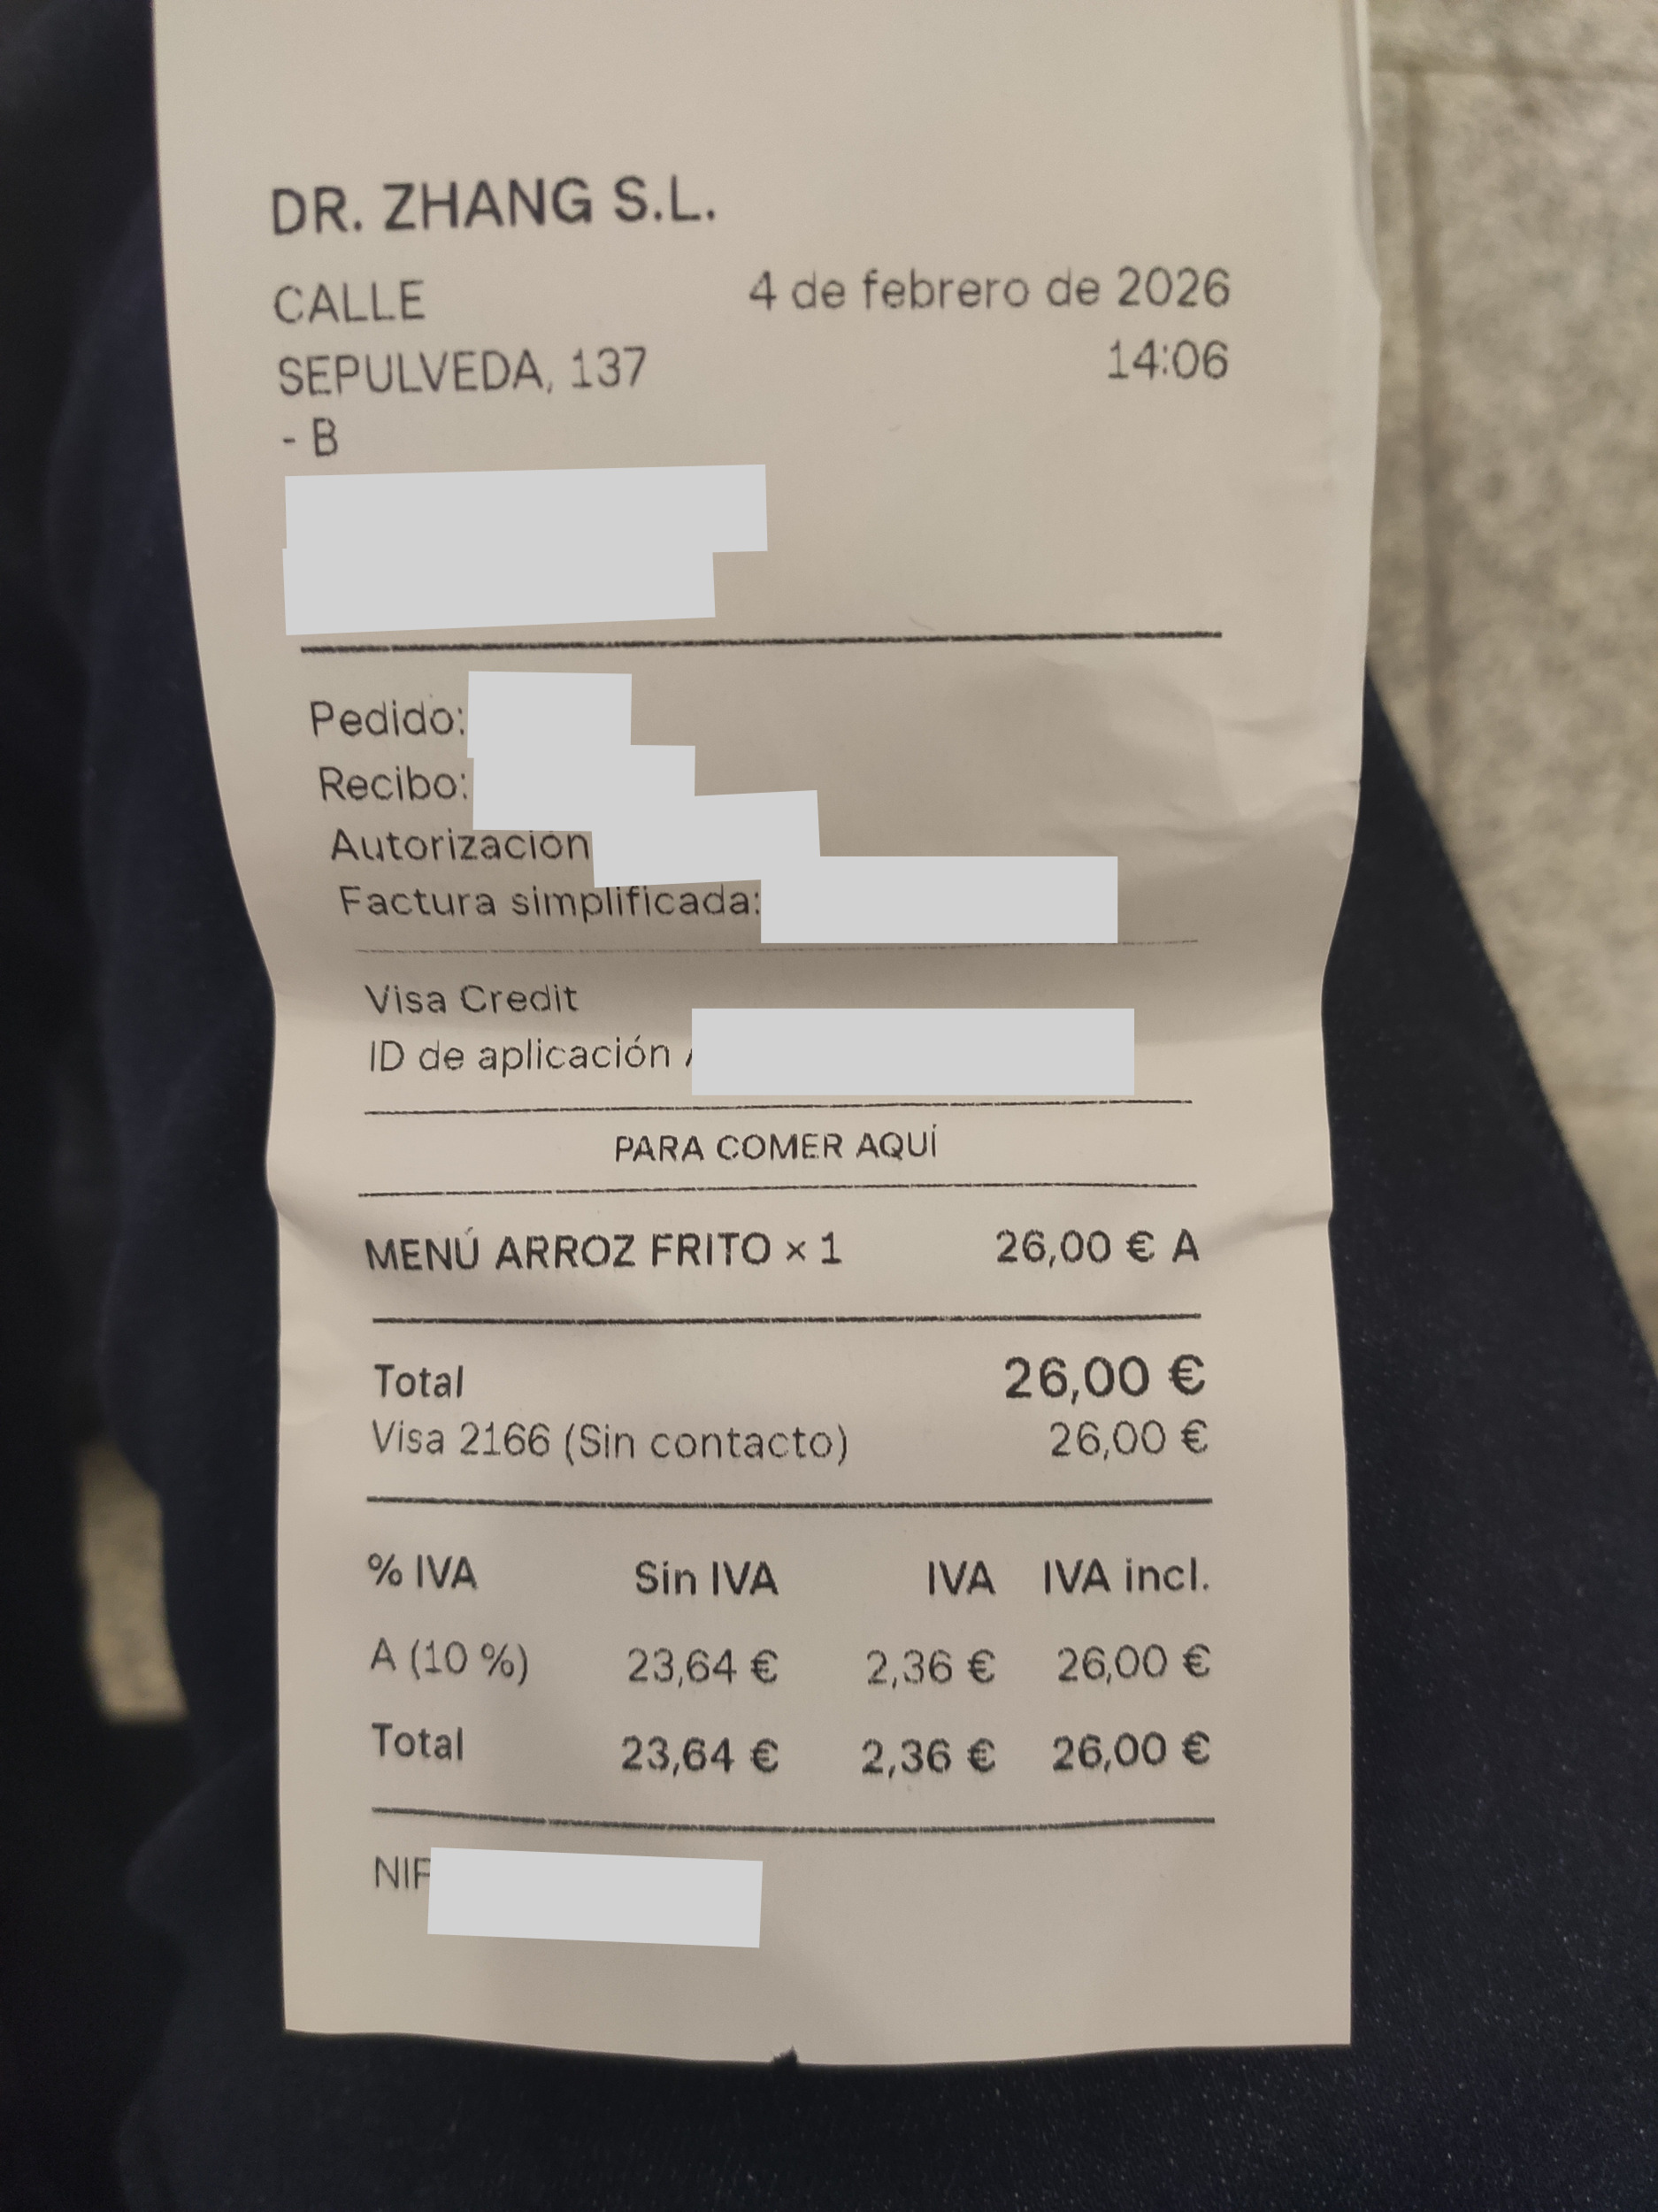 DR. ZHANG S.L.
CALLE 4 de febrero de 2026
SEPULVEDA, 137 14:06
- B
Pedido:
Recibo:
Autorización
Factura simplificada:
Visa Credit
ID de aplicación
PARA COMER AQUÍ
MENÚ ARROZ FRITO × 1 26,00 € A
Total 26,00 €
Visa 2166 (Sin contacto) 26,00 €
% IVA Sin IVA IVA IVA incl.
A (10 %) 23,64 € 2,36 € 26,00 €
Total 23,64 € 2,36 € 26,00 €
NIF